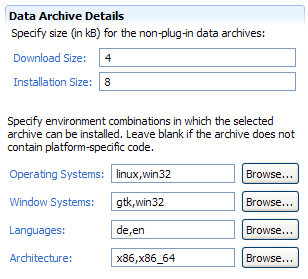 Data Archive Details
Specify size (in kB) for the non-plug-in data archives:
Download Size: 4
Installation Size: 8
Specify environment combinations in which the selected
archive can be installed. Leave blank if the archive does not
contain platform-specific code.
Operating Systems: linux,win32 Browse...
Window Systems: gtk,win32 Browse...
Languages: de,en Browse...
Architecture: x86,x86_64 Browse...